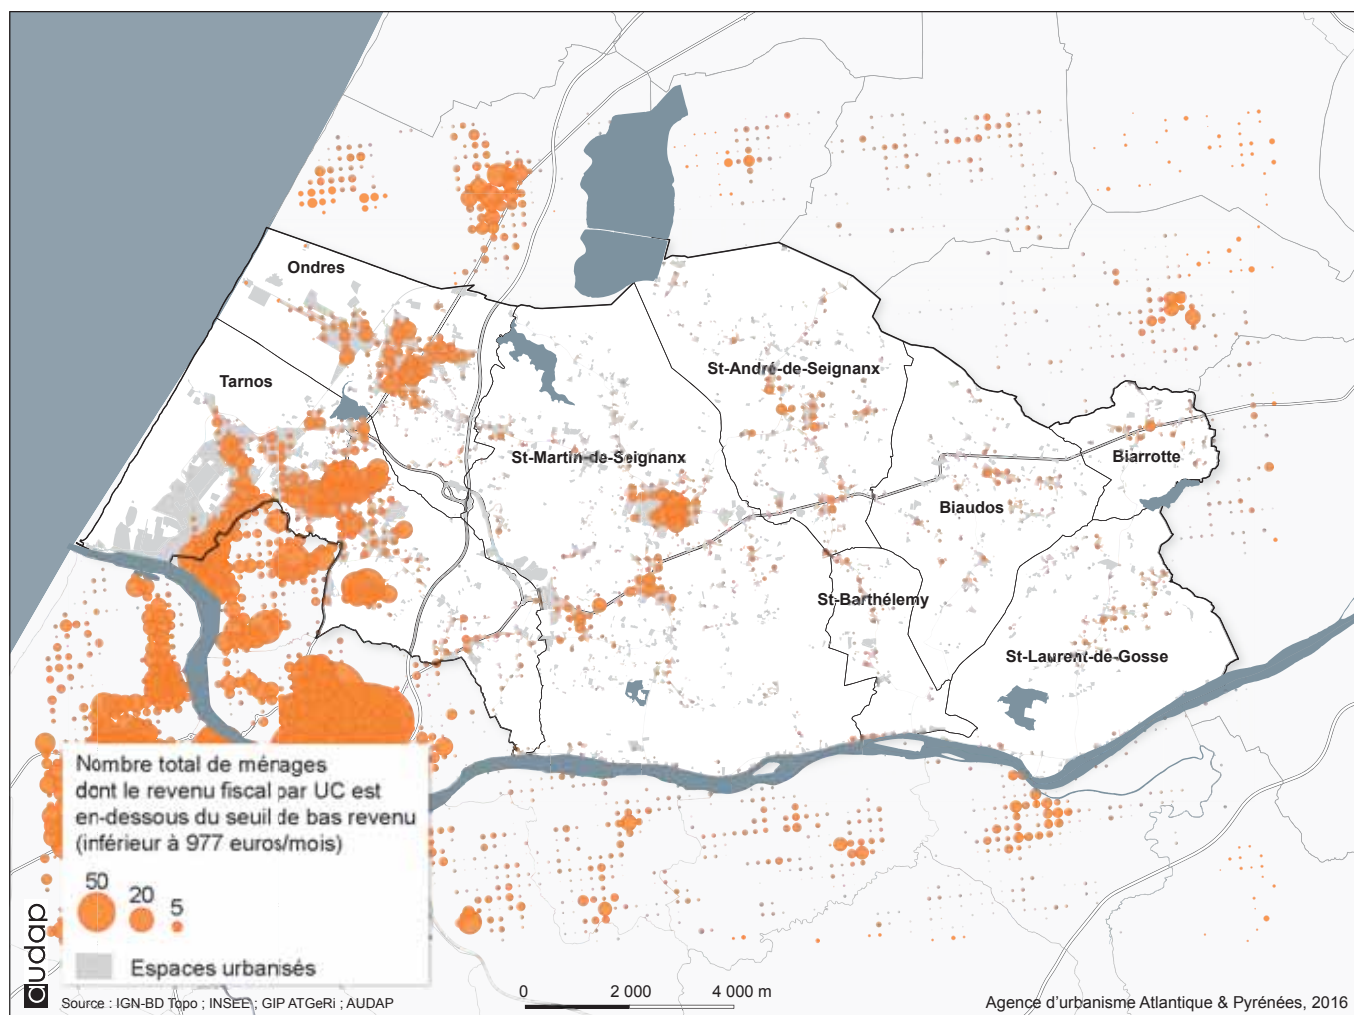 Ondres
Tarnos
St-André-de-Seignanx
St-Martin-de-Seignanx
Biarrotte
Biaudos
St-Barthélemy
St-Laurent-de-Gosse
Nombre total de ménages
dont le revenu fiscal par UC est
en-dessous du seuil de bas revenu
(inférieur à 977 euros/mois)
50
20
5
Espaces urbanisés
audap
Source : IGN-BD Topo ; INSEE ; GIP ATGeRi ; AUDAP
0
2 000
4 000 m
Agence d'urbanisme Atlantique & Pyrénées, 2016